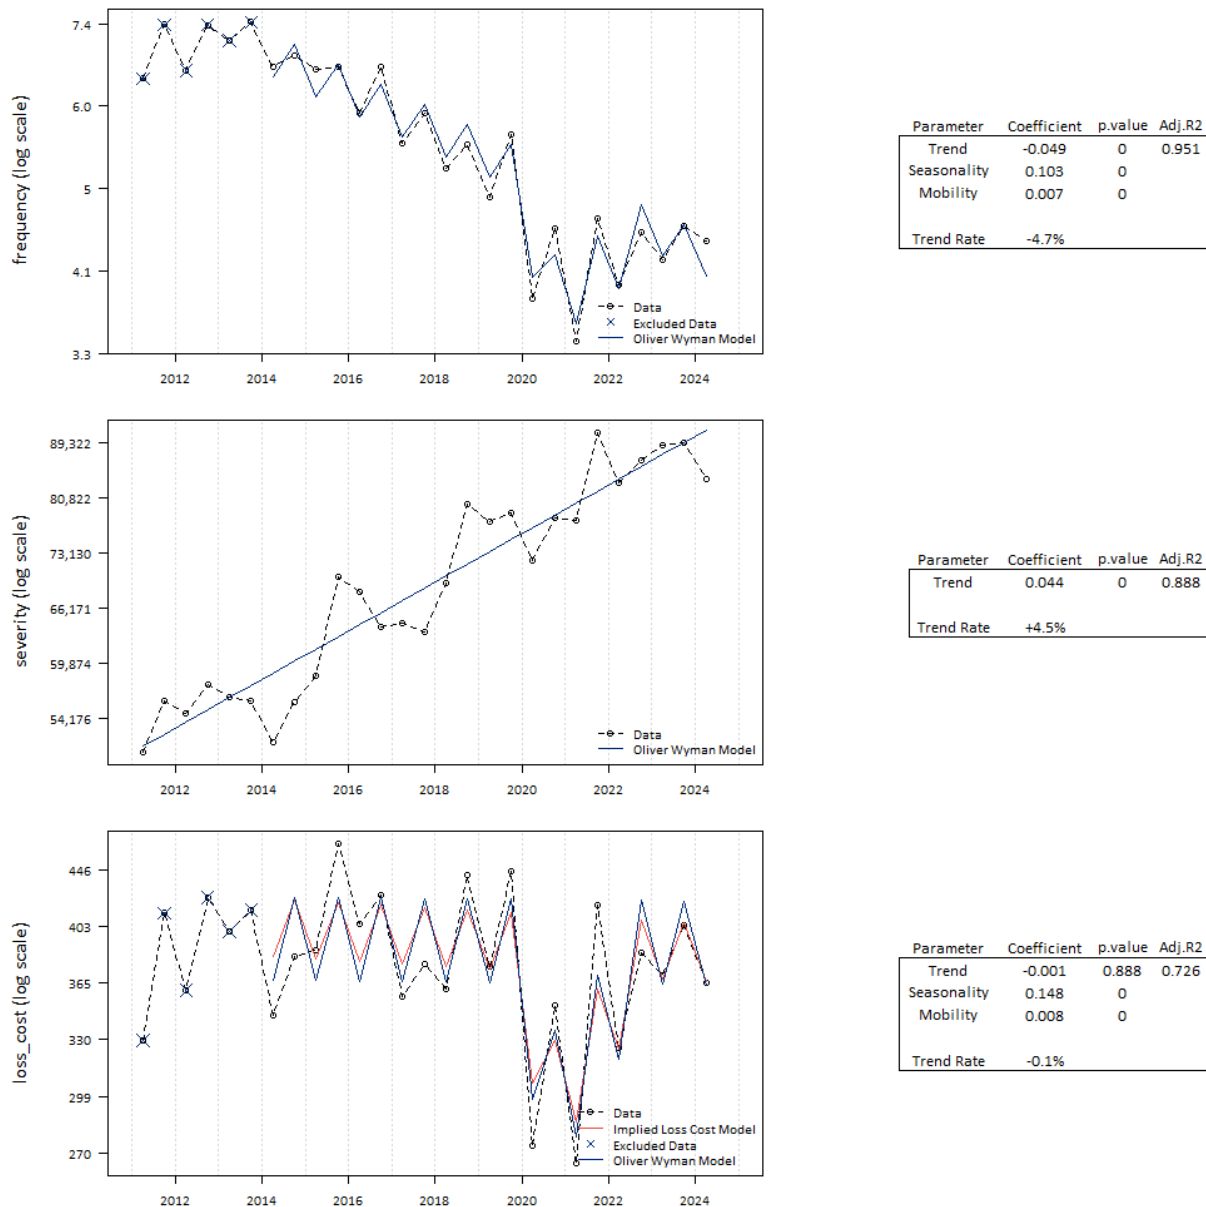 frequency (log scale)
7.4
6.0
5
4.1
3.3
2012 2014 2016 2018 2020 2022 2024
Data
Excluded Data
Oliver Wyman Model
Parameter Coefficient p.value Adj.R2
Trend -0.049 0 0.951
Seasonality 0.103 0
Mobility 0.007 0
Trend Rate -4.7%
severity (log scale)
89,322
80,822
73,130
66,171
59,874
54,176
2012 2014 2016 2018 2020 2022 2024
Data
Oliver Wyman Model
Parameter Coefficient p.value Adj.R2
Trend 0.044 0 0.888
Trend Rate +4.5%
loss_cost (log scale)
446
403
365
330
299
270
2012 2014 2016 2018 2020 2022 2024
Data
Implied Loss Cost Model
Excluded Data
Oliver Wyman Model
Parameter Coefficient p.value Adj.R2
Trend -0.001 0.888 0.726
Seasonality 0.148 0
Mobility 0.008 0
Trend Rate -0.1%